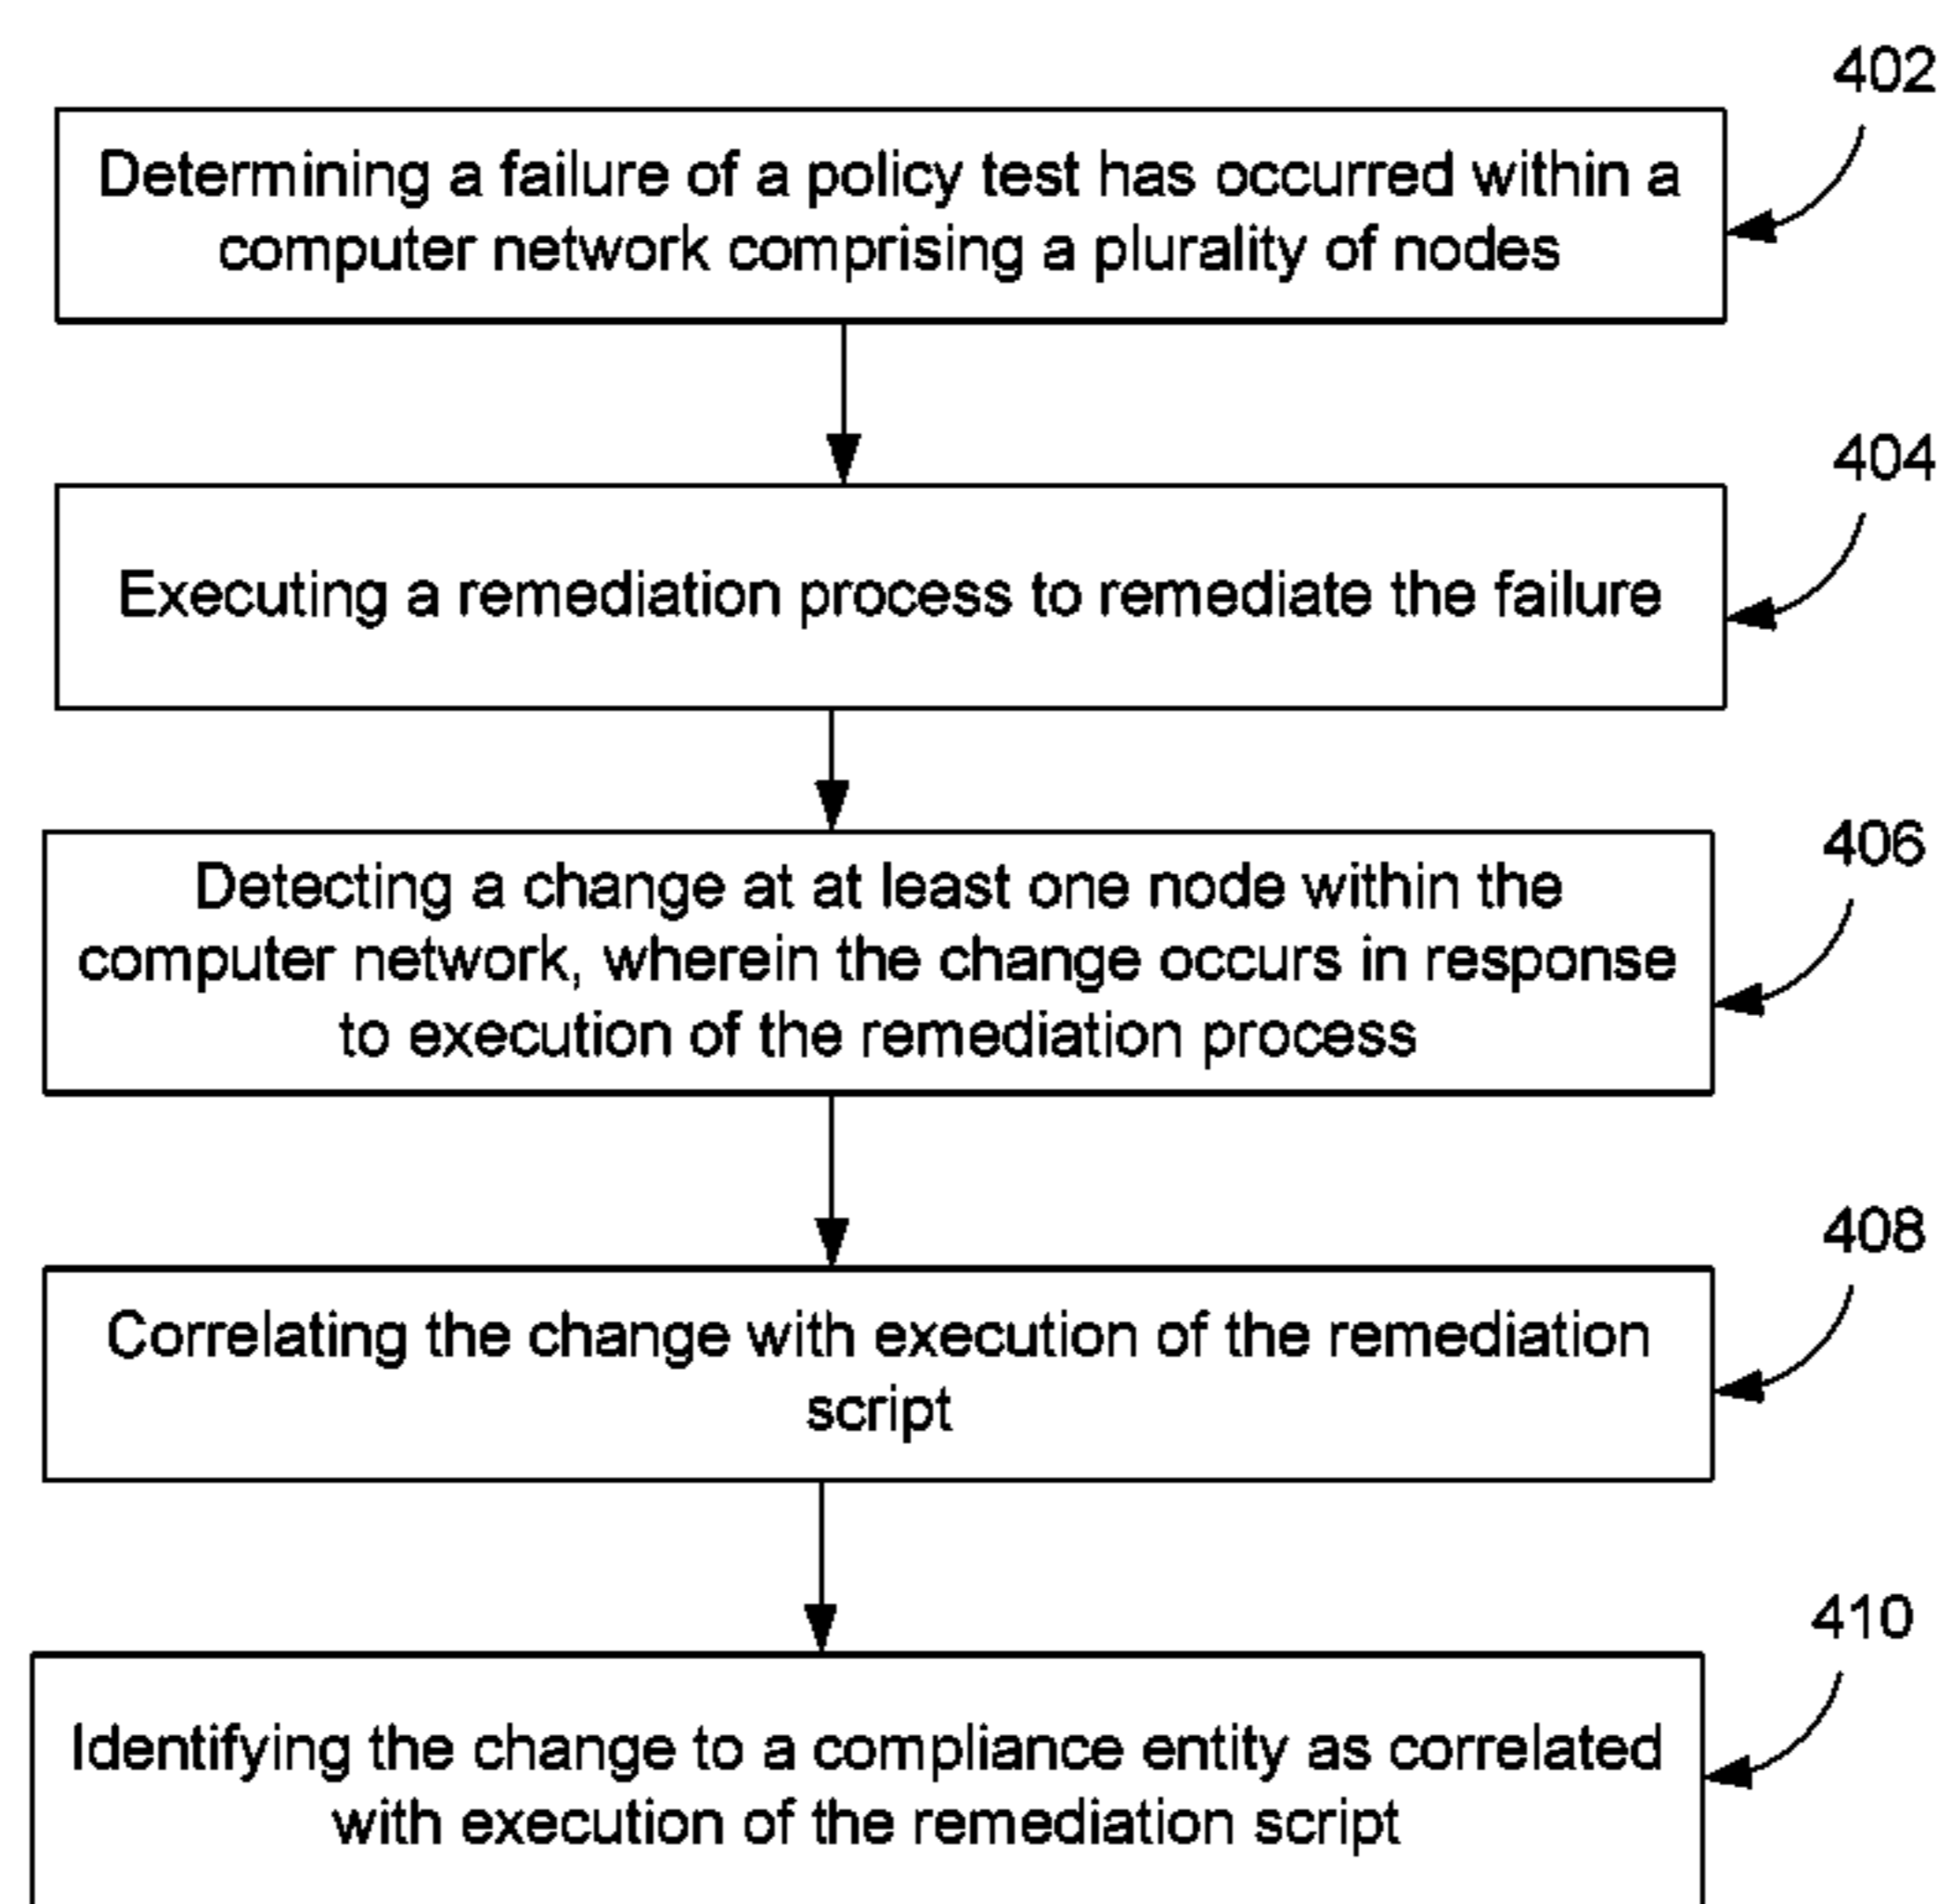 402
Determining a failure of a policy test has occurred within a
computer network comprising a plurality of nodes
404
Executing a remediation process to remediate the failure
406
Detecting a change at at least one node within the
computer network, wherein the change occurs in response
to execution of the remediation process
408
Correlating the change with execution of the remediation
script
410
Identifying the change to a compliance entity as correlated
with execution of the remediation script